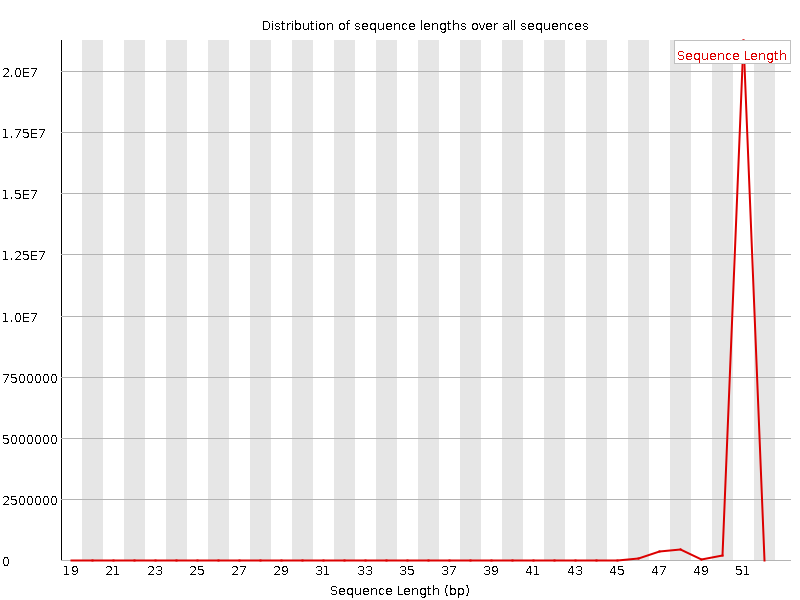 Distribution of sequence lengths over all sequences
Sequence Length
2.0E7
1.75E7
1.5E7
1.25E7
1.0E7
7500000
5000000
2500000
0
19 21 23 25 27 29 31 33 35 37 39 41 43 45 47 49 51
Sequence Length (bp)